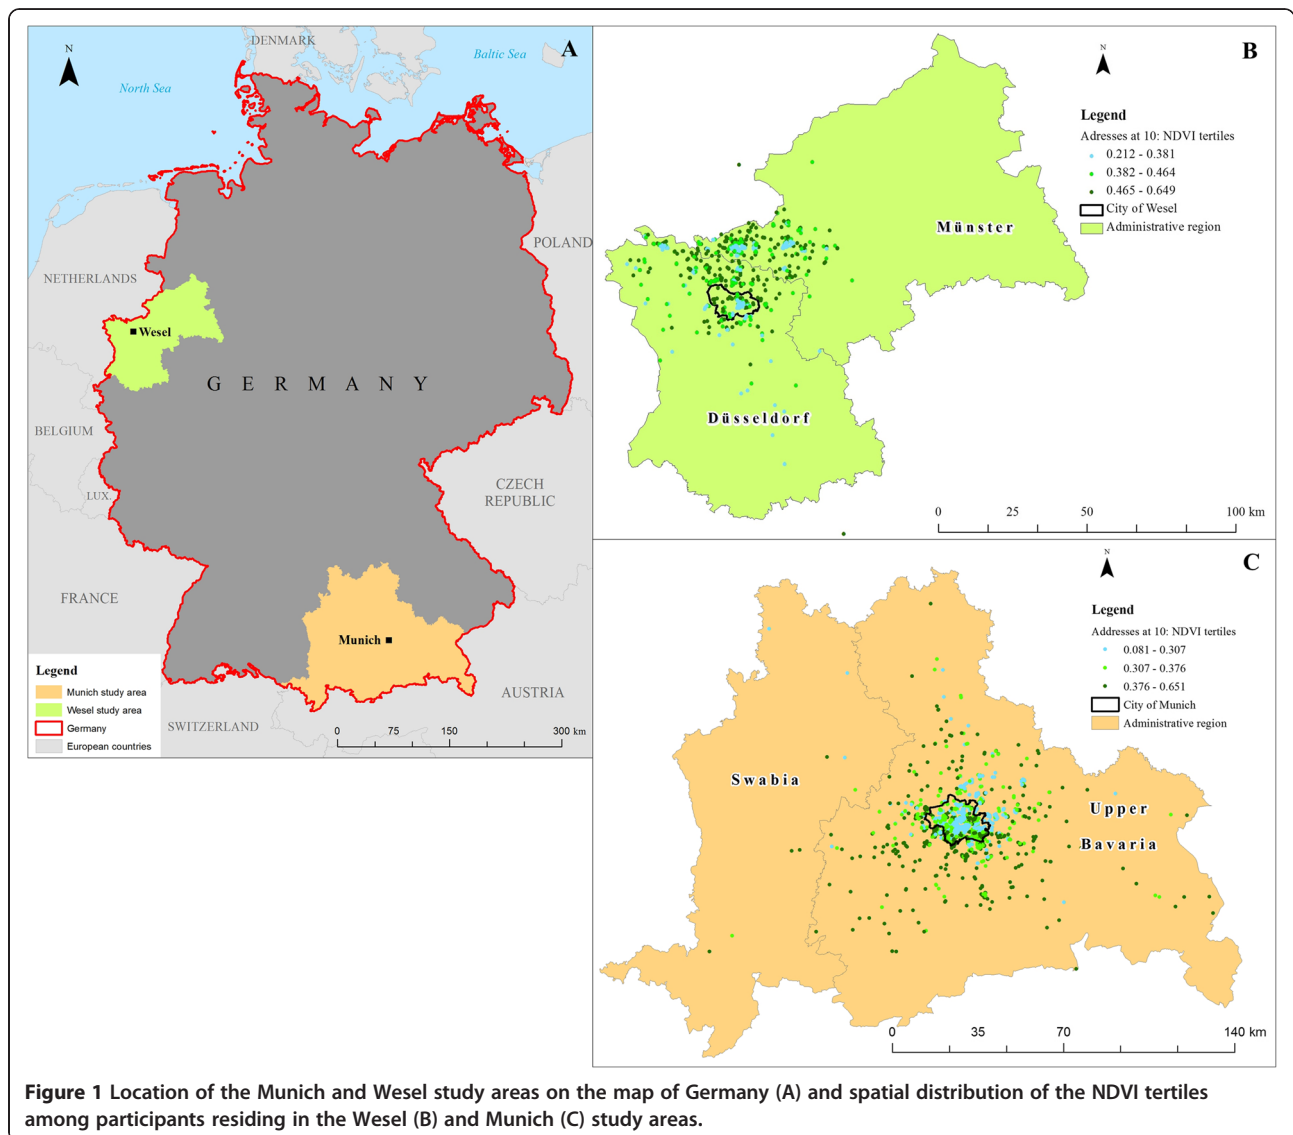 N
A
DENMARK
Baltic Sea
North Sea
POLAND
NETHERLANDS
Wesel
GERMANY
BELGIUM
LUX.
CZECH
REPUBLIC
FRANCE
Munich
AUSTRIA
SWITZERLAND
Legend
Munich study area
Wesel study area
Germany
European countries
0 75 150 300 km
N
B
Legend
Adresses at 10: NDVI tertiles
0.212 - 0.381
0.382 - 0.464
0.465 - 0.649
City of Wesel
Administrative region
Münster
Düsseldorf
0 25 50 100 km
N
C
Legend
Addresses at 10: NDVI tertiles
0.081 - 0.307
0.307 - 0.376
0.376 - 0.651
City of Munich
Administrative region
Swabia
Upper
Bavaria
0 35 70 140 km
Figure 1 Location of the Munich and Wesel study areas on the map of Germany (A) and spatial distribution of the NDVI tertiles
among participants residing in the Wesel (B) and Munich (C) study areas.